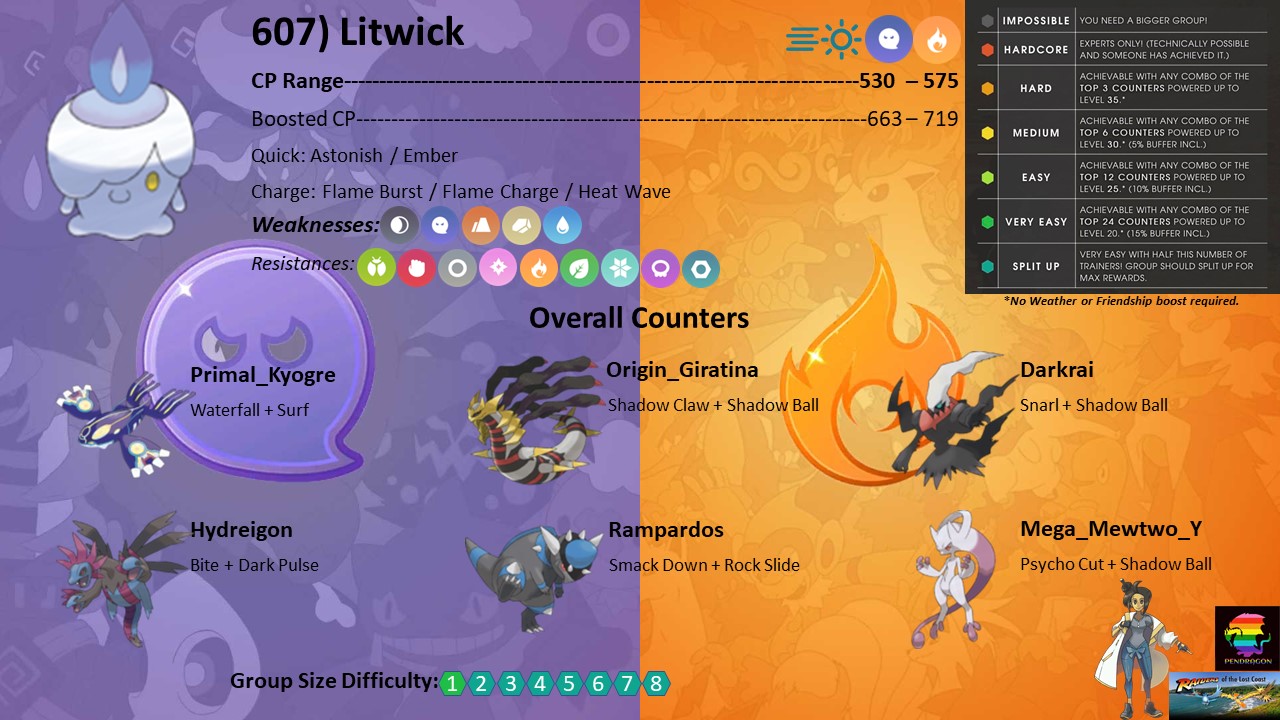 607) Litwick
CP Range------------------------------------------------------------------------------------530 – 575
Boosted CP------------------------------------------------------------------------------------663 – 719
Quick: Astonish / Ember
Charge: Flame Burst / Flame Charge / Heat Wave
Weaknesses:
Resistances:
IMPOSSIBLE YOU NEED A BIGGER GROUP!
HARDCORE EXPERTS ONLY! (TECHNICALLY POSSIBLE
AND SOMEONE HAS ACHIEVED IT.)
HARD ACHIEVABLE WITH ANY COMBO OF THE
TOP 3 COUNTERS POWERED UP TO
LEVEL 35.*
MEDIUM ACHIEVABLE WITH ANY COMBO OF THE
TOP 6 COUNTERS POWERED UP TO
LEVEL 30.* (5% BUFFER INCL.)
EASY ACHIEVABLE WITH ANY COMBO OF THE
TOP 12 COUNTERS POWERED UP TO
LEVEL 25.* (10% BUFFER INCL.)
VERY EASY ACHIEVABLE WITH ANY COMBO OF THE
TOP 24 COUNTERS POWERED UP TO
LEVEL 20.* (15% BUFFER INCL.)
SPLIT UP VERY EASY WITH HALF THIS NUMBER OF
TRAINERS! GROUP SHOULD SPLIT UP FOR
MAX REWARDS.
*No Weather or Friendship boost required.
Overall Counters
Primal_Kyogre
Waterfall + Surf
Origin_Giratina
Shadow Claw + Shadow Ball
Darkrai
Snarl + Shadow Ball
Hydreigon
Bite + Dark Pulse
Rampardos
Smack Down + Rock Slide
Mega_Mewtwo_Y
Psycho Cut + Shadow Ball
Group Size Difficulty: 1 2 3 4 5 6 7 8
PENDRAGON
RAIDERS of the Lost Coast